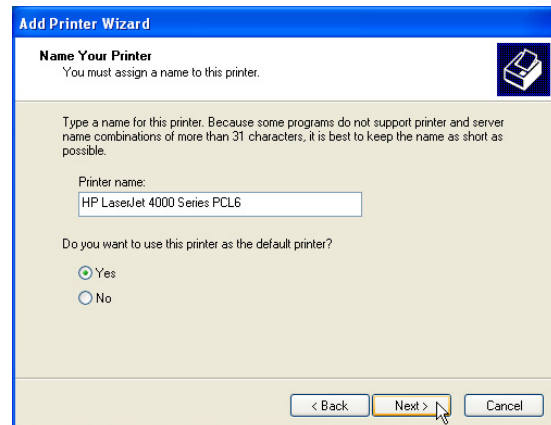 Add Printer Wizard
Name Your Printer
You must assign a name to this printer.
Type a name for this printer. Because some programs do not support printer and server
name combinations of more than 31 characters, it is best to keep the name as short as
possible.
Printer name:
HP LaserJet 4000 Series PCL6
Do you want to use this printer as the default printer?
Yes
No
< Back Next > Cancel